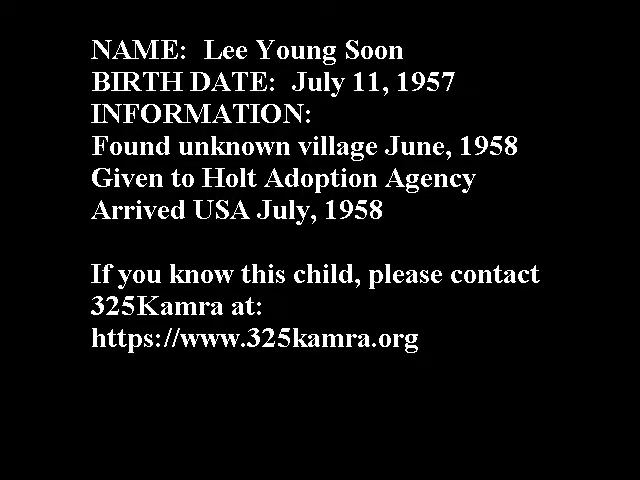 NAME:  Lee Young Soon
BIRTH DATE:  July 11, 1957
INFORMATION:
Found unknown village June, 1958
Given to Holt Adoption Agency
Arrived USA July, 1958
If you know this child, please contact
325Kamra at:
https://www.325kamra.org